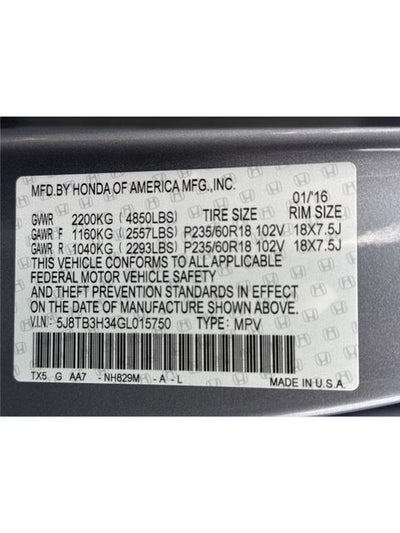 MFD.BY HONDA OF AMERICA MFG.,INC.
01/16
GVWR 2200KG (4850LBS) TIRE SIZE RIM SIZE
GAWR F 1160KG (2557LBS) P235/60R18 102V 18X7.5J
GAWR R 1040KG (2293LBS) P235/60R18 102V 18X7.5J
THIS VEHICLE CONFORMS TO ALL APPLICABLE
FEDERAL MOTOR VEHICLE SAFETY
AND THEFT PREVENTION STANDARDS IN EFFECT
ON THE DATE OF MANUFACTURE SHOWN ABOVE.
V.I.N: 5J8TB3H34GL015750 TYPE: MPV
TX5 G AA7 -NH829M -A-L
MADE IN U.S.A.